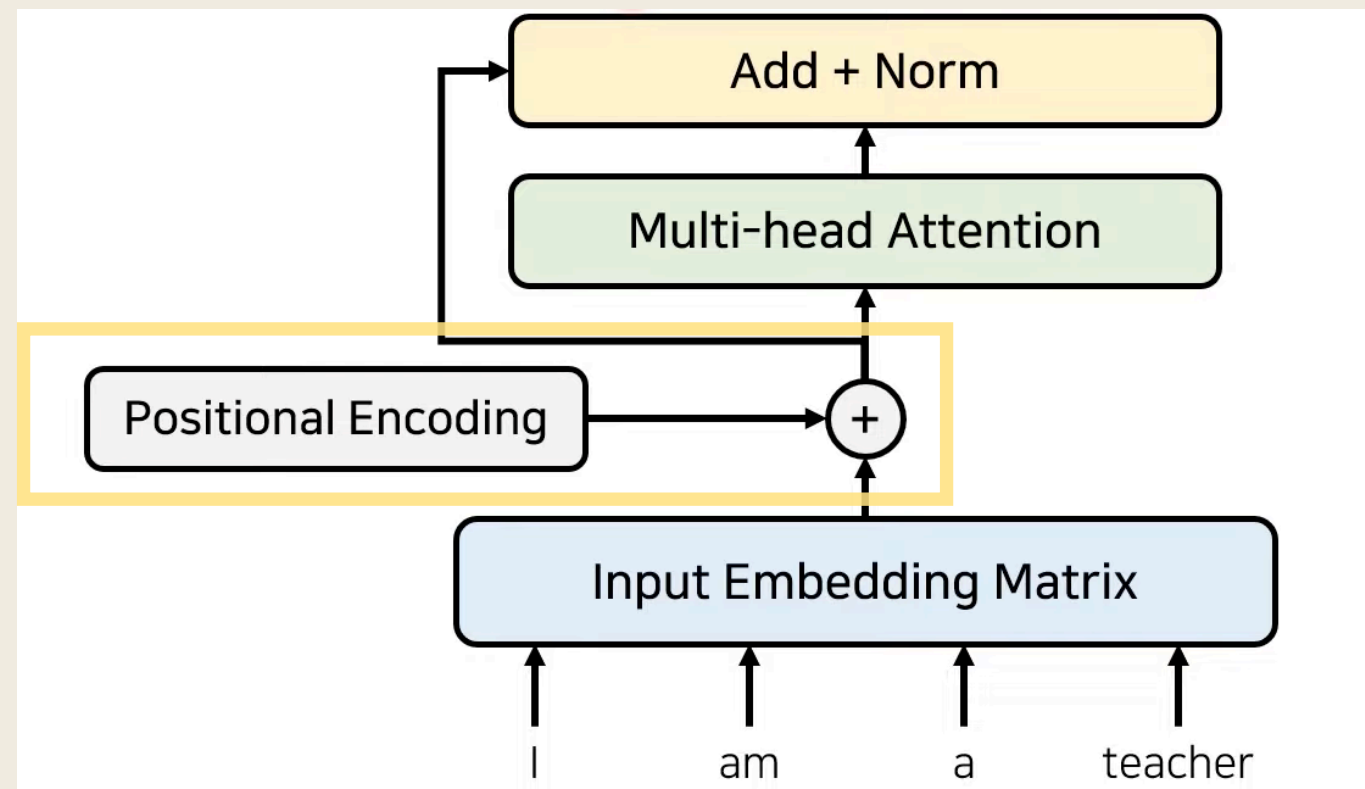 Add + Norm
Multi-head Attention
Positional Encoding
+
Input Embedding Matrix
I am a teacher